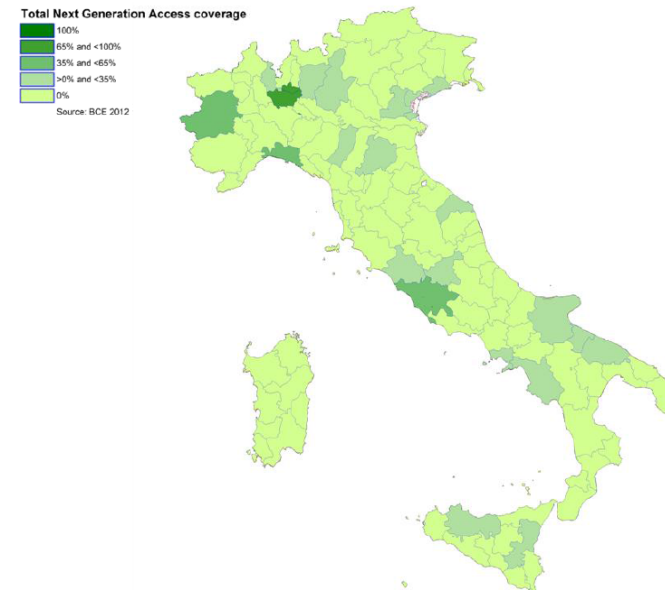 Total Next Generation Access coverage
100%
65% and <100%
35% and <65%
>0% and <35%
0%
Source: BCE 2012